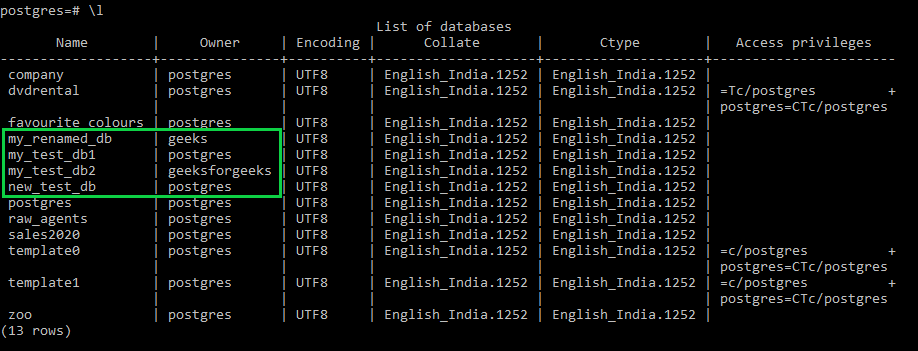 postgres=# \l
List of databases
Name | Owner | Encoding | Collate | Ctype | Access privileges
------------------+--------------+----------+--------------------+--------------------+-----------------------
company | postgres | UTF8 | English_India.1252 | English_India.1252 |
dvdrental | postgres | UTF8 | English_India.1252 | English_India.1252 | =Tc/postgres +
| | | | | postgres=CTc/postgres
favourite_colours | postgres | UTF8 | English_India.1252 | English_India.1252 |
my_renamed_db | geeks | UTF8 | English_India.1252 | English_India.1252 |
my_test_db1 | postgres | UTF8 | English_India.1252 | English_India.1252 |
my_test_db2 | geeksforgeeks | UTF8 | English_India.1252 | English_India.1252 |
new_test_db | postgres | UTF8 | English_India.1252 | English_India.1252 |
postgres | postgres | UTF8 | English_India.1252 | English_India.1252 |
raw_agents | postgres | UTF8 | English_India.1252 | English_India.1252 |
sales2020 | postgres | UTF8 | English_India.1252 | English_India.1252 |
template0 | postgres | UTF8 | English_India.1252 | English_India.1252 | =c/postgres +
| | | | | postgres=CTc/postgres
template1 | postgres | UTF8 | English_India.1252 | English_India.1252 | =c/postgres +
| | | | | postgres=CTc/postgres
zoo | postgres | UTF8 | English_India.1252 | English_India.1252 |
(13 rows)